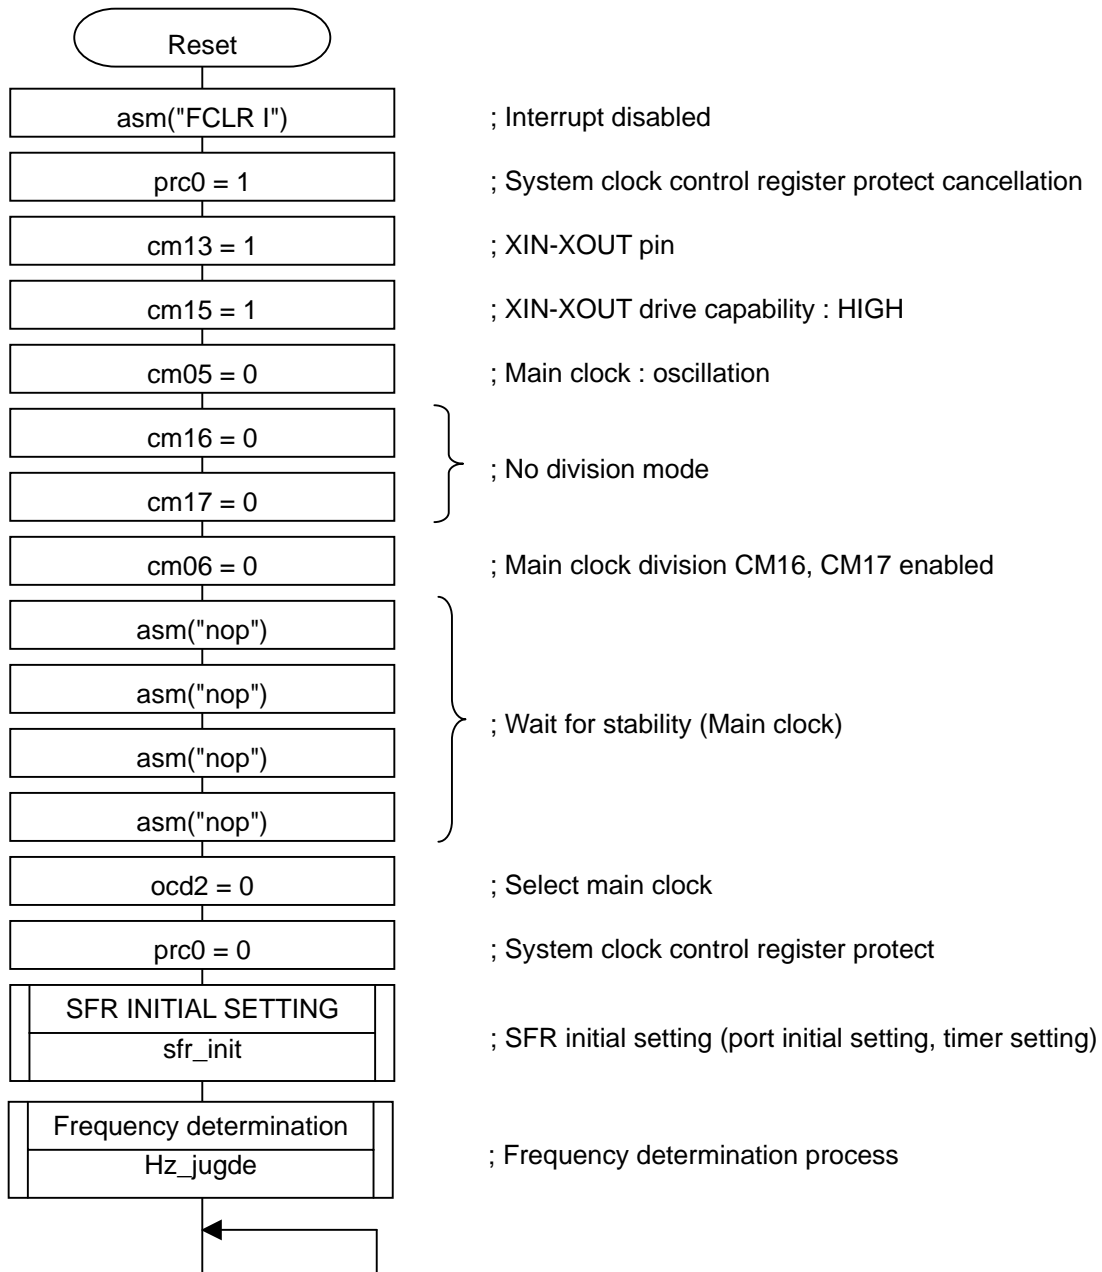 Reset
asm("FCLR I") ; Interrupt disabled
prc0 = 1 ; System clock control register protect cancellation
cm13 = 1 ; XIN-XOUT pin
cm15 = 1 ; XIN-XOUT drive capability : HIGH
cm05 = 0 ; Main clock : oscillation
cm16 = 0
; No division mode
cm17 = 0
cm06 = 0 ; Main clock division CM16, CM17 enabled
asm("nop")
asm("nop")
; Wait for stability (Main clock)
asm("nop")
asm("nop")
ocd2 = 0 ; Select main clock
prc0 = 0 ; System clock control register protect
SFR INITIAL SETTING
sfr_init ; SFR initial setting (port initial setting, timer setting)
Frequency determination
Hz_jugde ; Frequency determination process